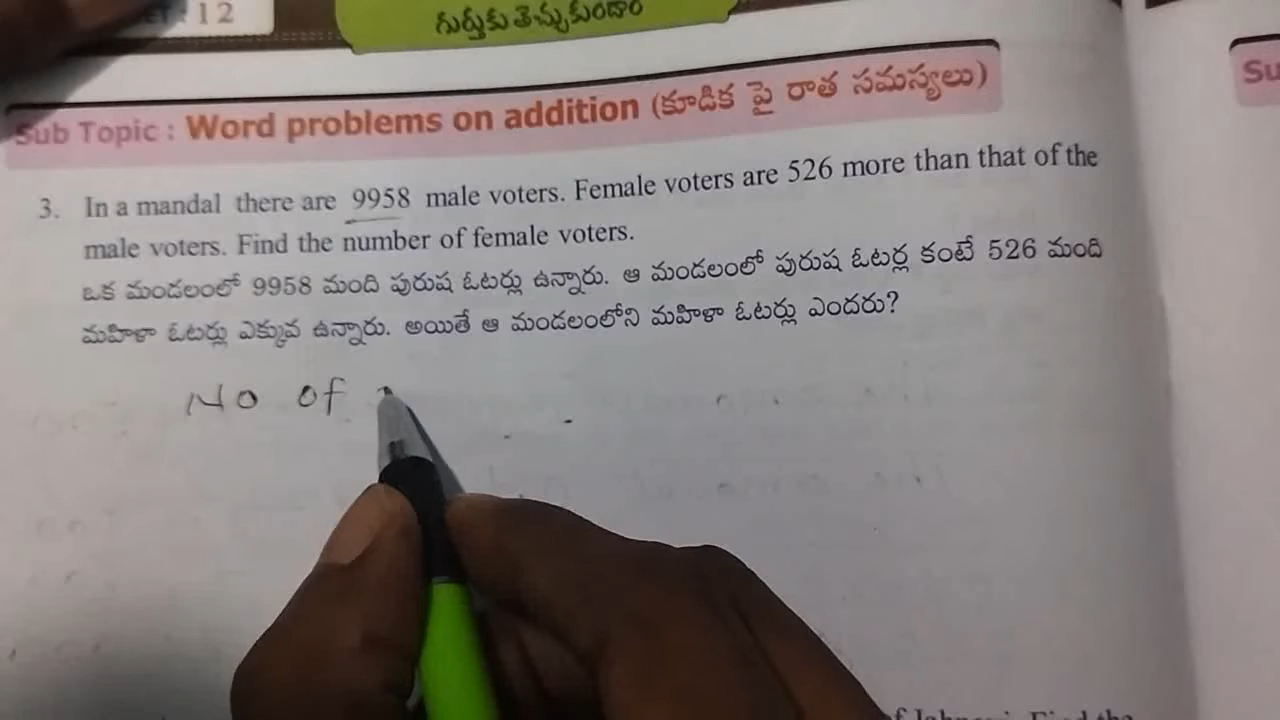 : 12
గుర్తుకు తెచ్చుకుందాం
Sub Topic : Word problems on addition (కూడిక పై రాత సమస్యలు)
Su
3. In a mandal there are 9958 male voters. Female voters are 526 more than that of the
male voters. Find the number of female voters.
ఒక మండలంలో 9958 మంది పురుష ఓటర్లు ఉన్నారు. ఆ మండలంలో పురుష ఓటర్ల కంటే 526 మంది
మహిళా ఓటర్లు ఎక్కువ ఉన్నారు. అయితే ఆ మండలంలోని మహిళా ఓటర్లు ఎందరు?
No of